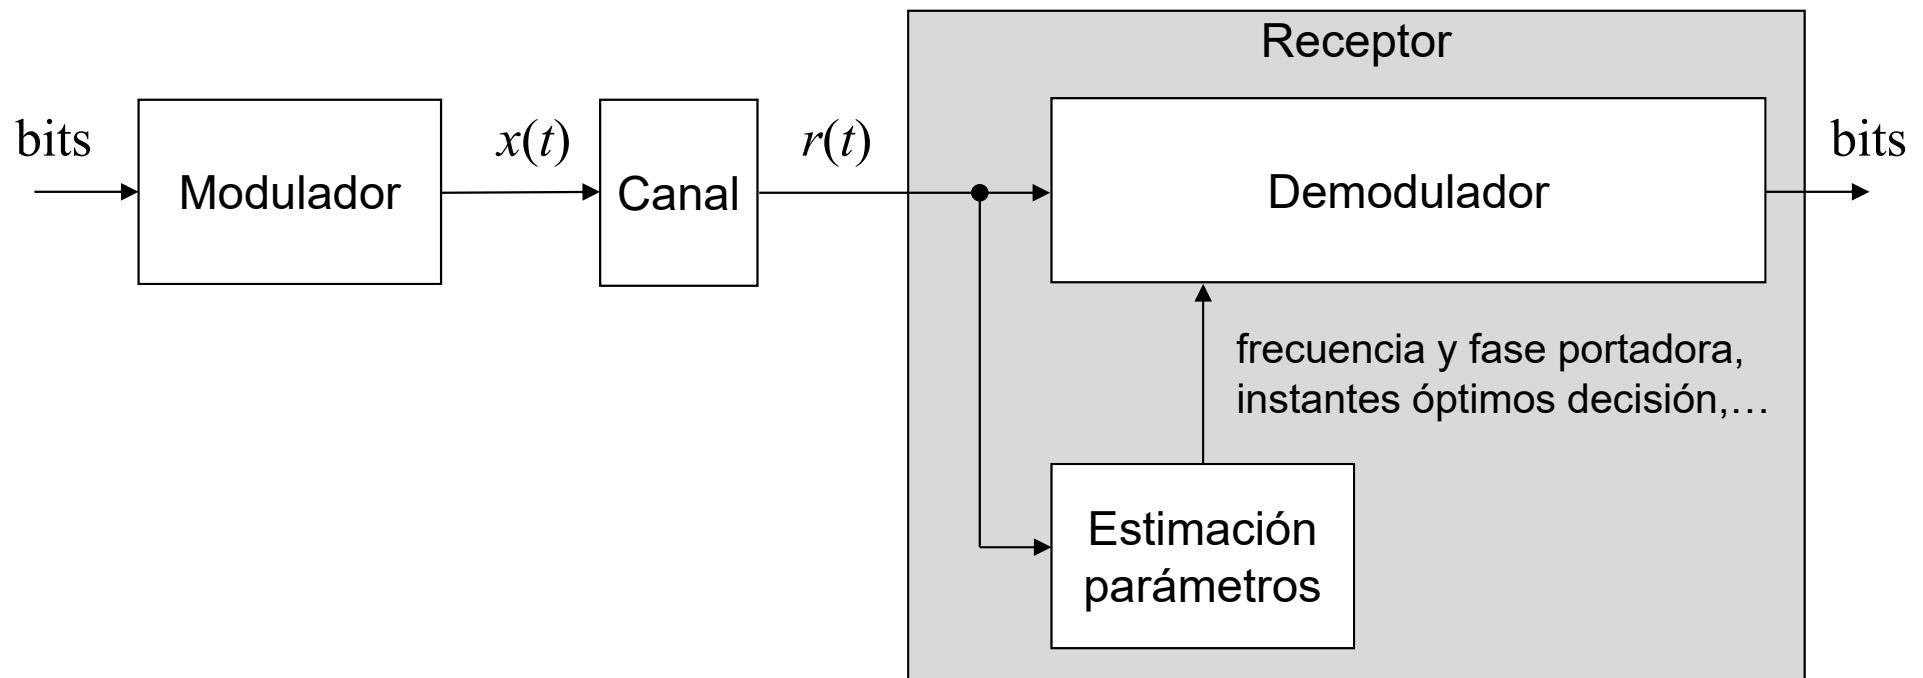 Receptor
bits
Modulador
x(t)
Canal
r(t)
Demodulador
bits
frecuencia y fase portadora,
instantes óptimos decisión,…
Estimación
parámetros